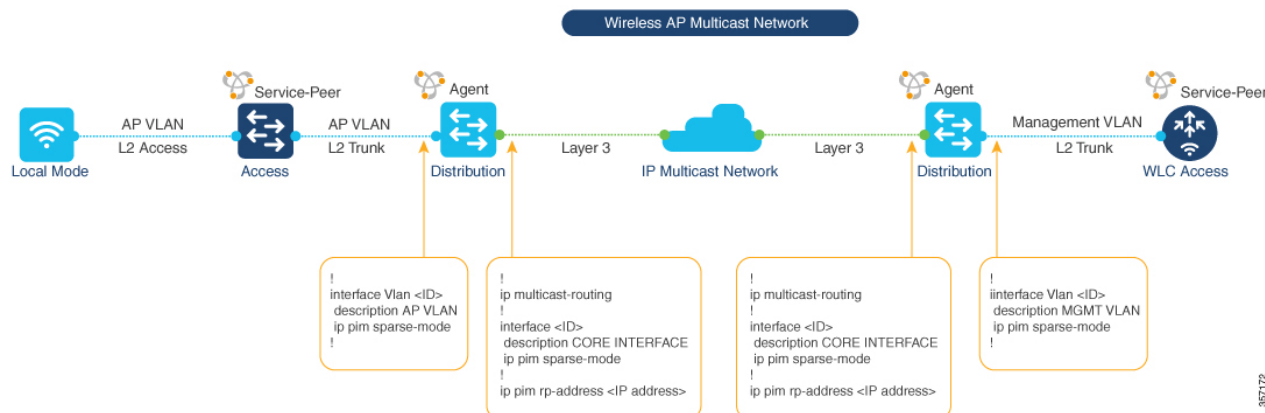 Wireless AP Multicast Network
Service-Peer
Agent
Agent
Service-Peer
AP VLAN
L2 Access
AP VLAN
L2 Trunk
Layer 3
Layer 3
Management VLAN
L2 Trunk
Local Mode
Access
Distribution
IP Multicast Network
Distribution
WLC Access
!
interface Vlan <ID>
description AP VLAN
ip pim sparse-mode
!
!
ip multicast-routing
!
interface <ID>
description CORE INTERFACE
ip pim sparse-mode
!
ip pim rp-address <IP address>
!
ip multicast-routing
!
interface <ID>
description CORE INTERFACE
ip pim sparse-mode
!
ip pim rp-address <IP address>
!
iinterface Vlan <ID>
description MGMT VLAN
ip pim sparse-mode
!
357172